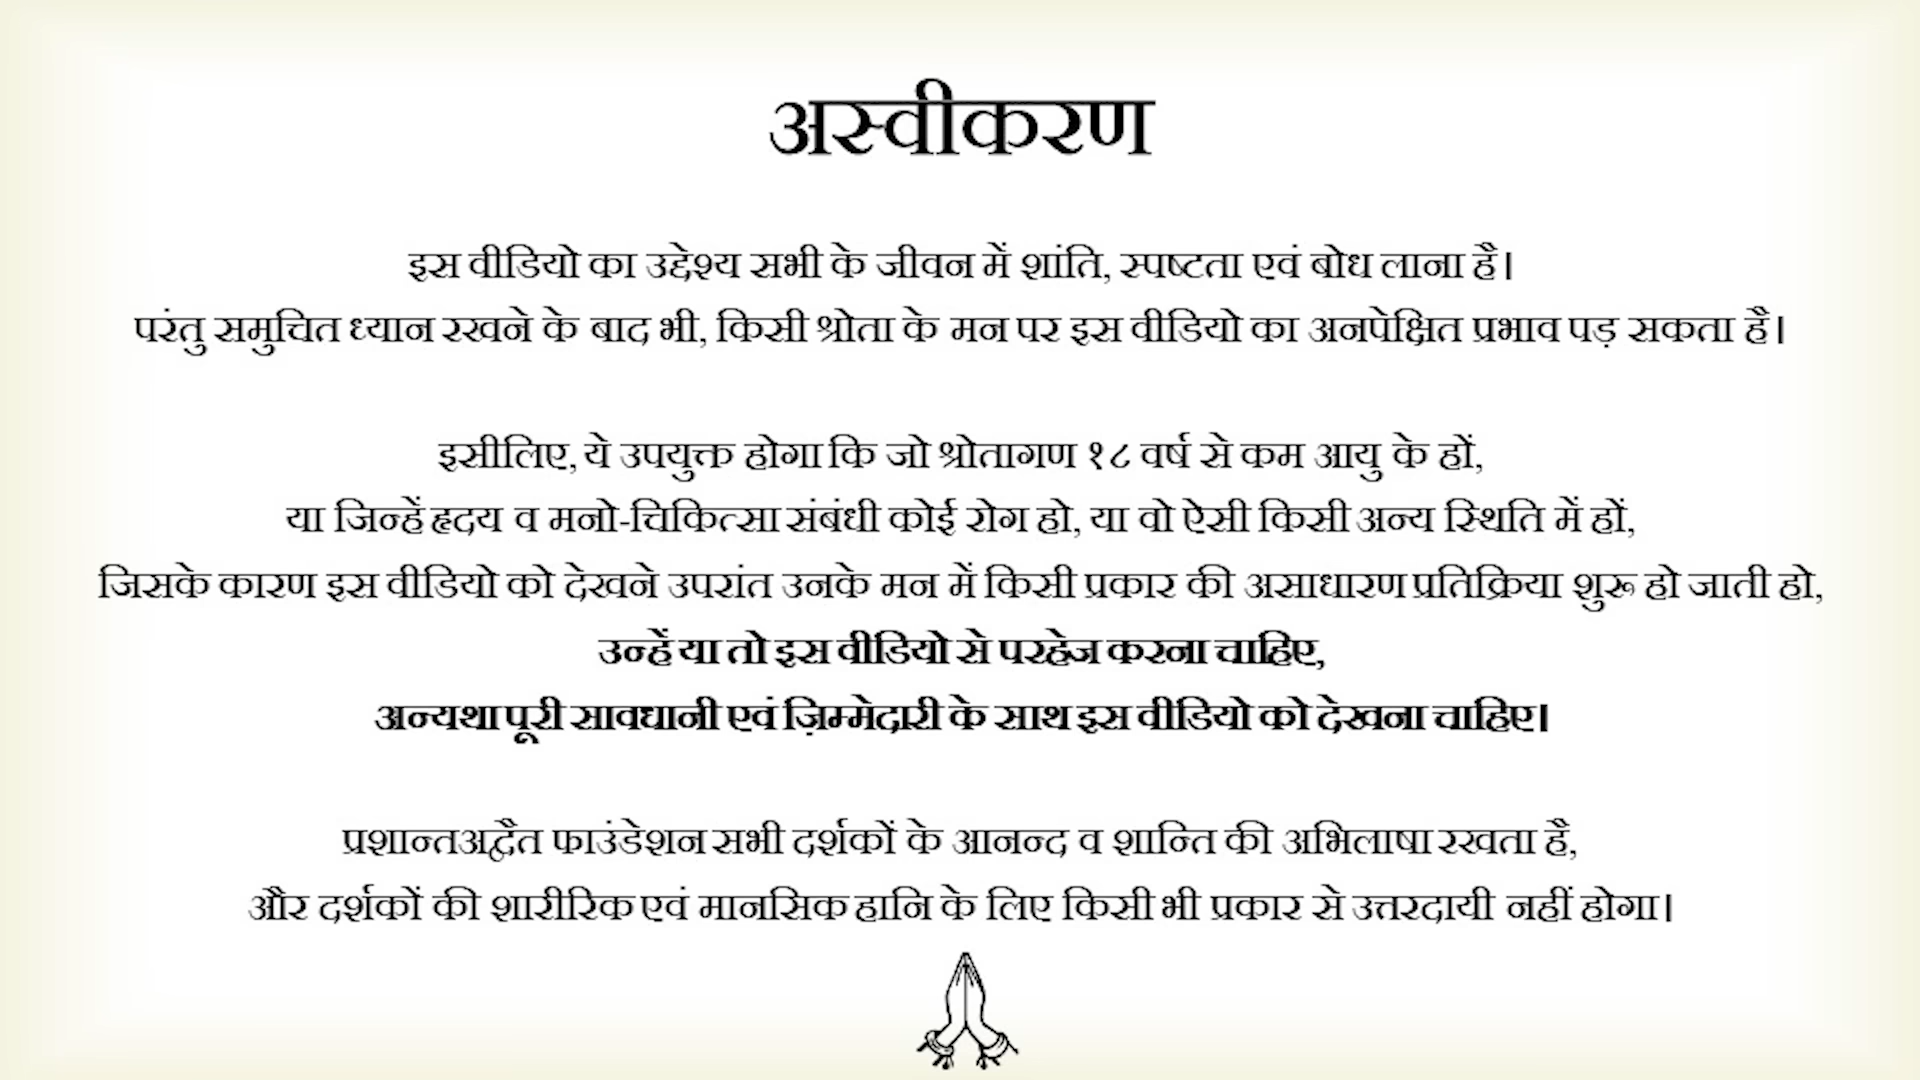 अस्वीकरण
इस वीडियो का उद्देश्य सभी के जीवन में शांति, स्पष्टता एवं बोध लाना है।
परंतु समुचित ध्यान रखने के बाद भी, किसी श्रोता के मन पर इस वीडियो का अनपेक्षित प्रभाव पड़ सकता है।
इसीलिए, ये उपयुक्त होगा कि जो श्रोतागण १८ वर्ष से कम आयु के हों,
या जिन्हें हृदय व मनो-चिकित्सा संबंधी कोई रोग हो, या वो ऐसी किसी अन्य स्थिति में हों,
जिसके कारण इस वीडियो को देखने उपरांत उनके मन में किसी प्रकार की असाधारण प्रतिक्रिया शुरू हो जाती हो,
उन्हें या तो इस वीडियो से परहेज करना चाहिए,
अन्यथा पूरी सावधानी एवं ज़िम्मेदारी के साथ इस वीडियो को देखना चाहिए।
प्रशान्तअद्वैत फाउंडेशन सभी दर्शकों के आनन्द व शान्ति की अभिलाषा रखता है,
और दर्शकों की शारीरिक एवं मानसिक हानि के लिए किसी भी प्रकार से उत्तरदायी नहीं होगा।